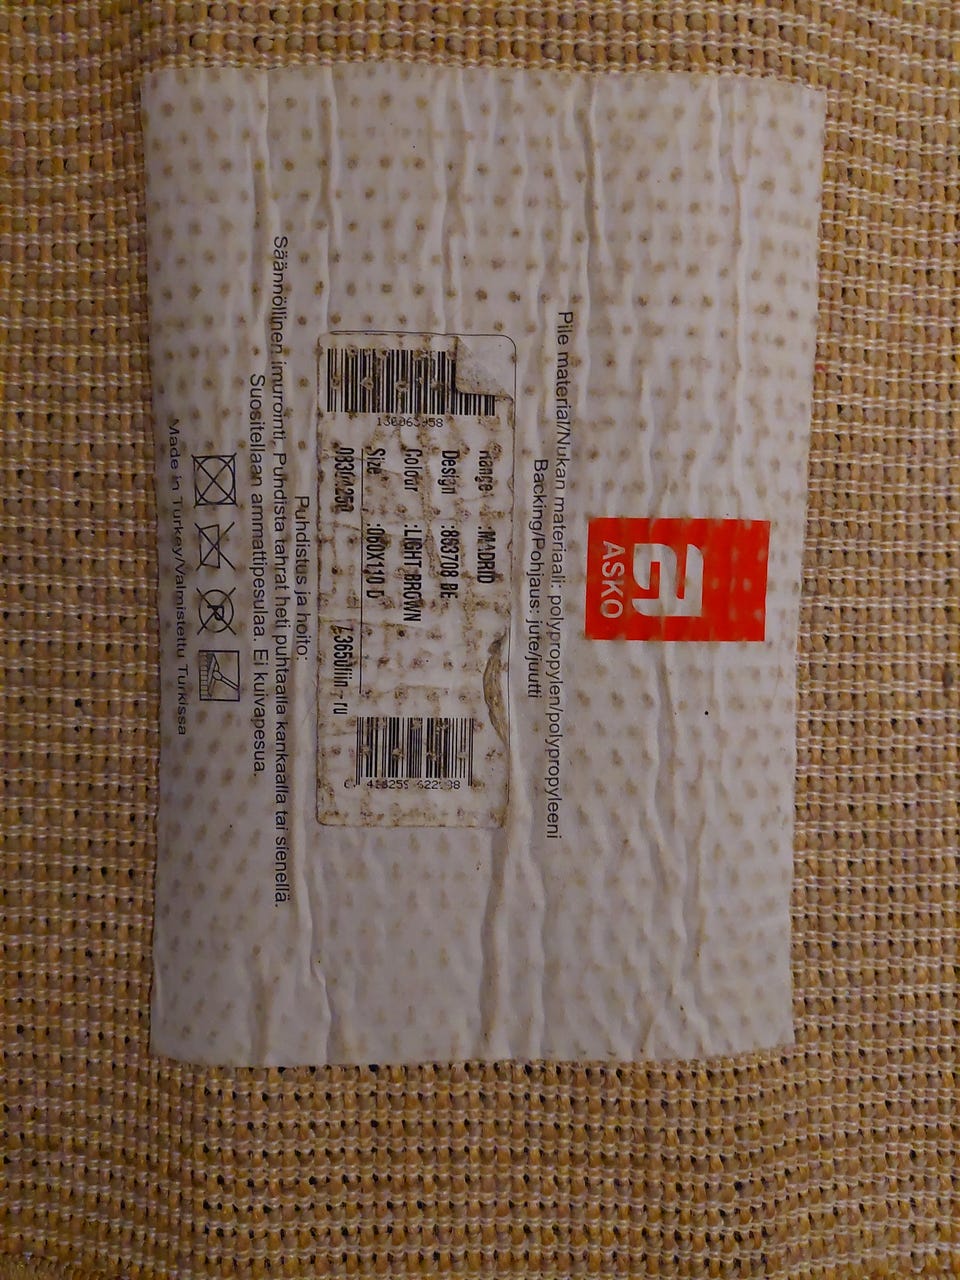 ASKO
Pile material/Nukan materiaali: polypropylen/polypropyleeni
Backing/Pohjaus: jute/juutti
Range :MADRID
Design :863708 BE
Colour :LIGHT BROWN
Size :060X110 D
Puhdistus ja hoito:
Säännöllinen imurointi. Puhdista tahrat heti puhtaalla kankaalla tai sienellä.
Suositellaan ammattipesulaa. Ei kuivapesua.
Made in Turkey/Valmistettu Turkissa